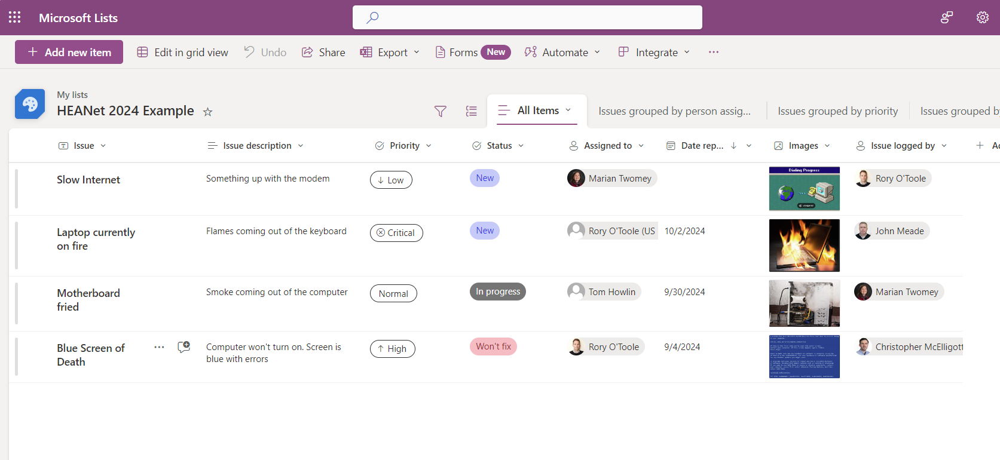 Microsoft Lists
Add new item
Edit in grid view
Undo
Share
Export
Forms
New
Automate
Integrate
My lists
HEANet 2024 Example
All Items
Issues grouped by person assig...
Issues grouped by priority
Issues grouped by
Issue
Issue description
Priority
Status
Assigned to
Date rep...
Images
Issue logged by
Slow Internet
Something up with the modem
Low
New
Marian Twomey
Dialing Progress
Rory O'Toole
Laptop currently
on fire
Flames coming out of the keyboard
Critical
New
Rory O'Toole (US
10/2/2024
John Meade
Motherboard
fried
Smoke coming out of the computer
Normal
In progress
Tom Howlin
9/30/2024
Marian Twomey
Blue Screen of
Death
Computer won't turn on. Screen is
blue with errors
High
Won't fix
Rory O'Toole
9/4/2024
Christopher McElligott